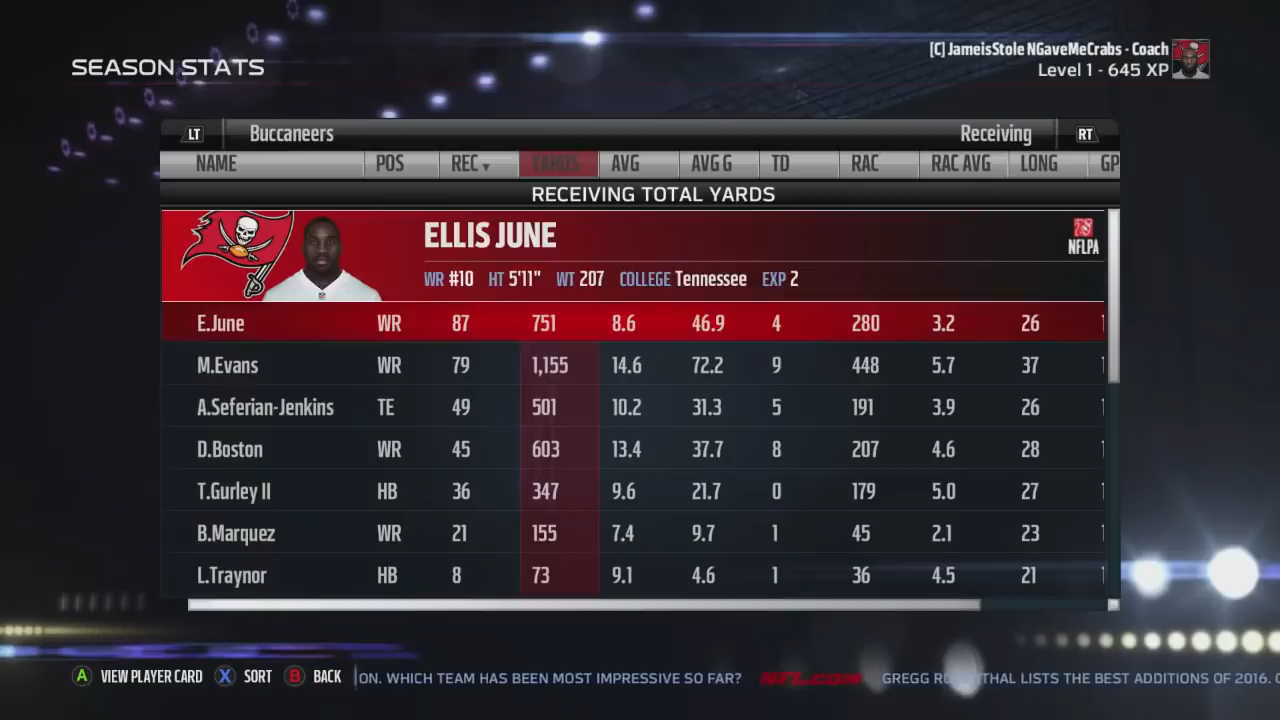 SEASON STATS
[C] JameisStole NGaveMeCrabs - Coach
Level 1 - 645 XP
LT Buccaneers Receiving RT
NAME POS REC YARDS AVG AVG G TD RAC RAC AVG LONG GP
RECEIVING TOTAL YARDS
ELLIS JUNE
NFLPA
WR #10 HT 5'11" WT 207 COLLEGE Tennessee EXP 2
E.June WR 87 751 8.6 46.9 4 280 3.2 26
M.Evans WR 79 1,155 14.6 72.2 9 448 5.7 37
A.Seferian-Jenkins TE 49 501 10.2 31.3 5 191 3.9 26
D.Boston WR 45 603 13.4 37.7 8 207 4.6 28
T.Gurley II HB 36 347 9.6 21.7 0 179 5.0 27
B.Marquez WR 21 155 7.4 9.7 1 45 2.1 23
L.Traynor HB 8 73 9.1 4.6 1 36 4.5 21
A VIEW PLAYER CARD X SORT B BACK ON. WHICH TEAM HAS BEEN MOST IMPRESSIVE SO FAR? NFL.com GREGG LISTS THE BEST ADDITIONS OF 2016.